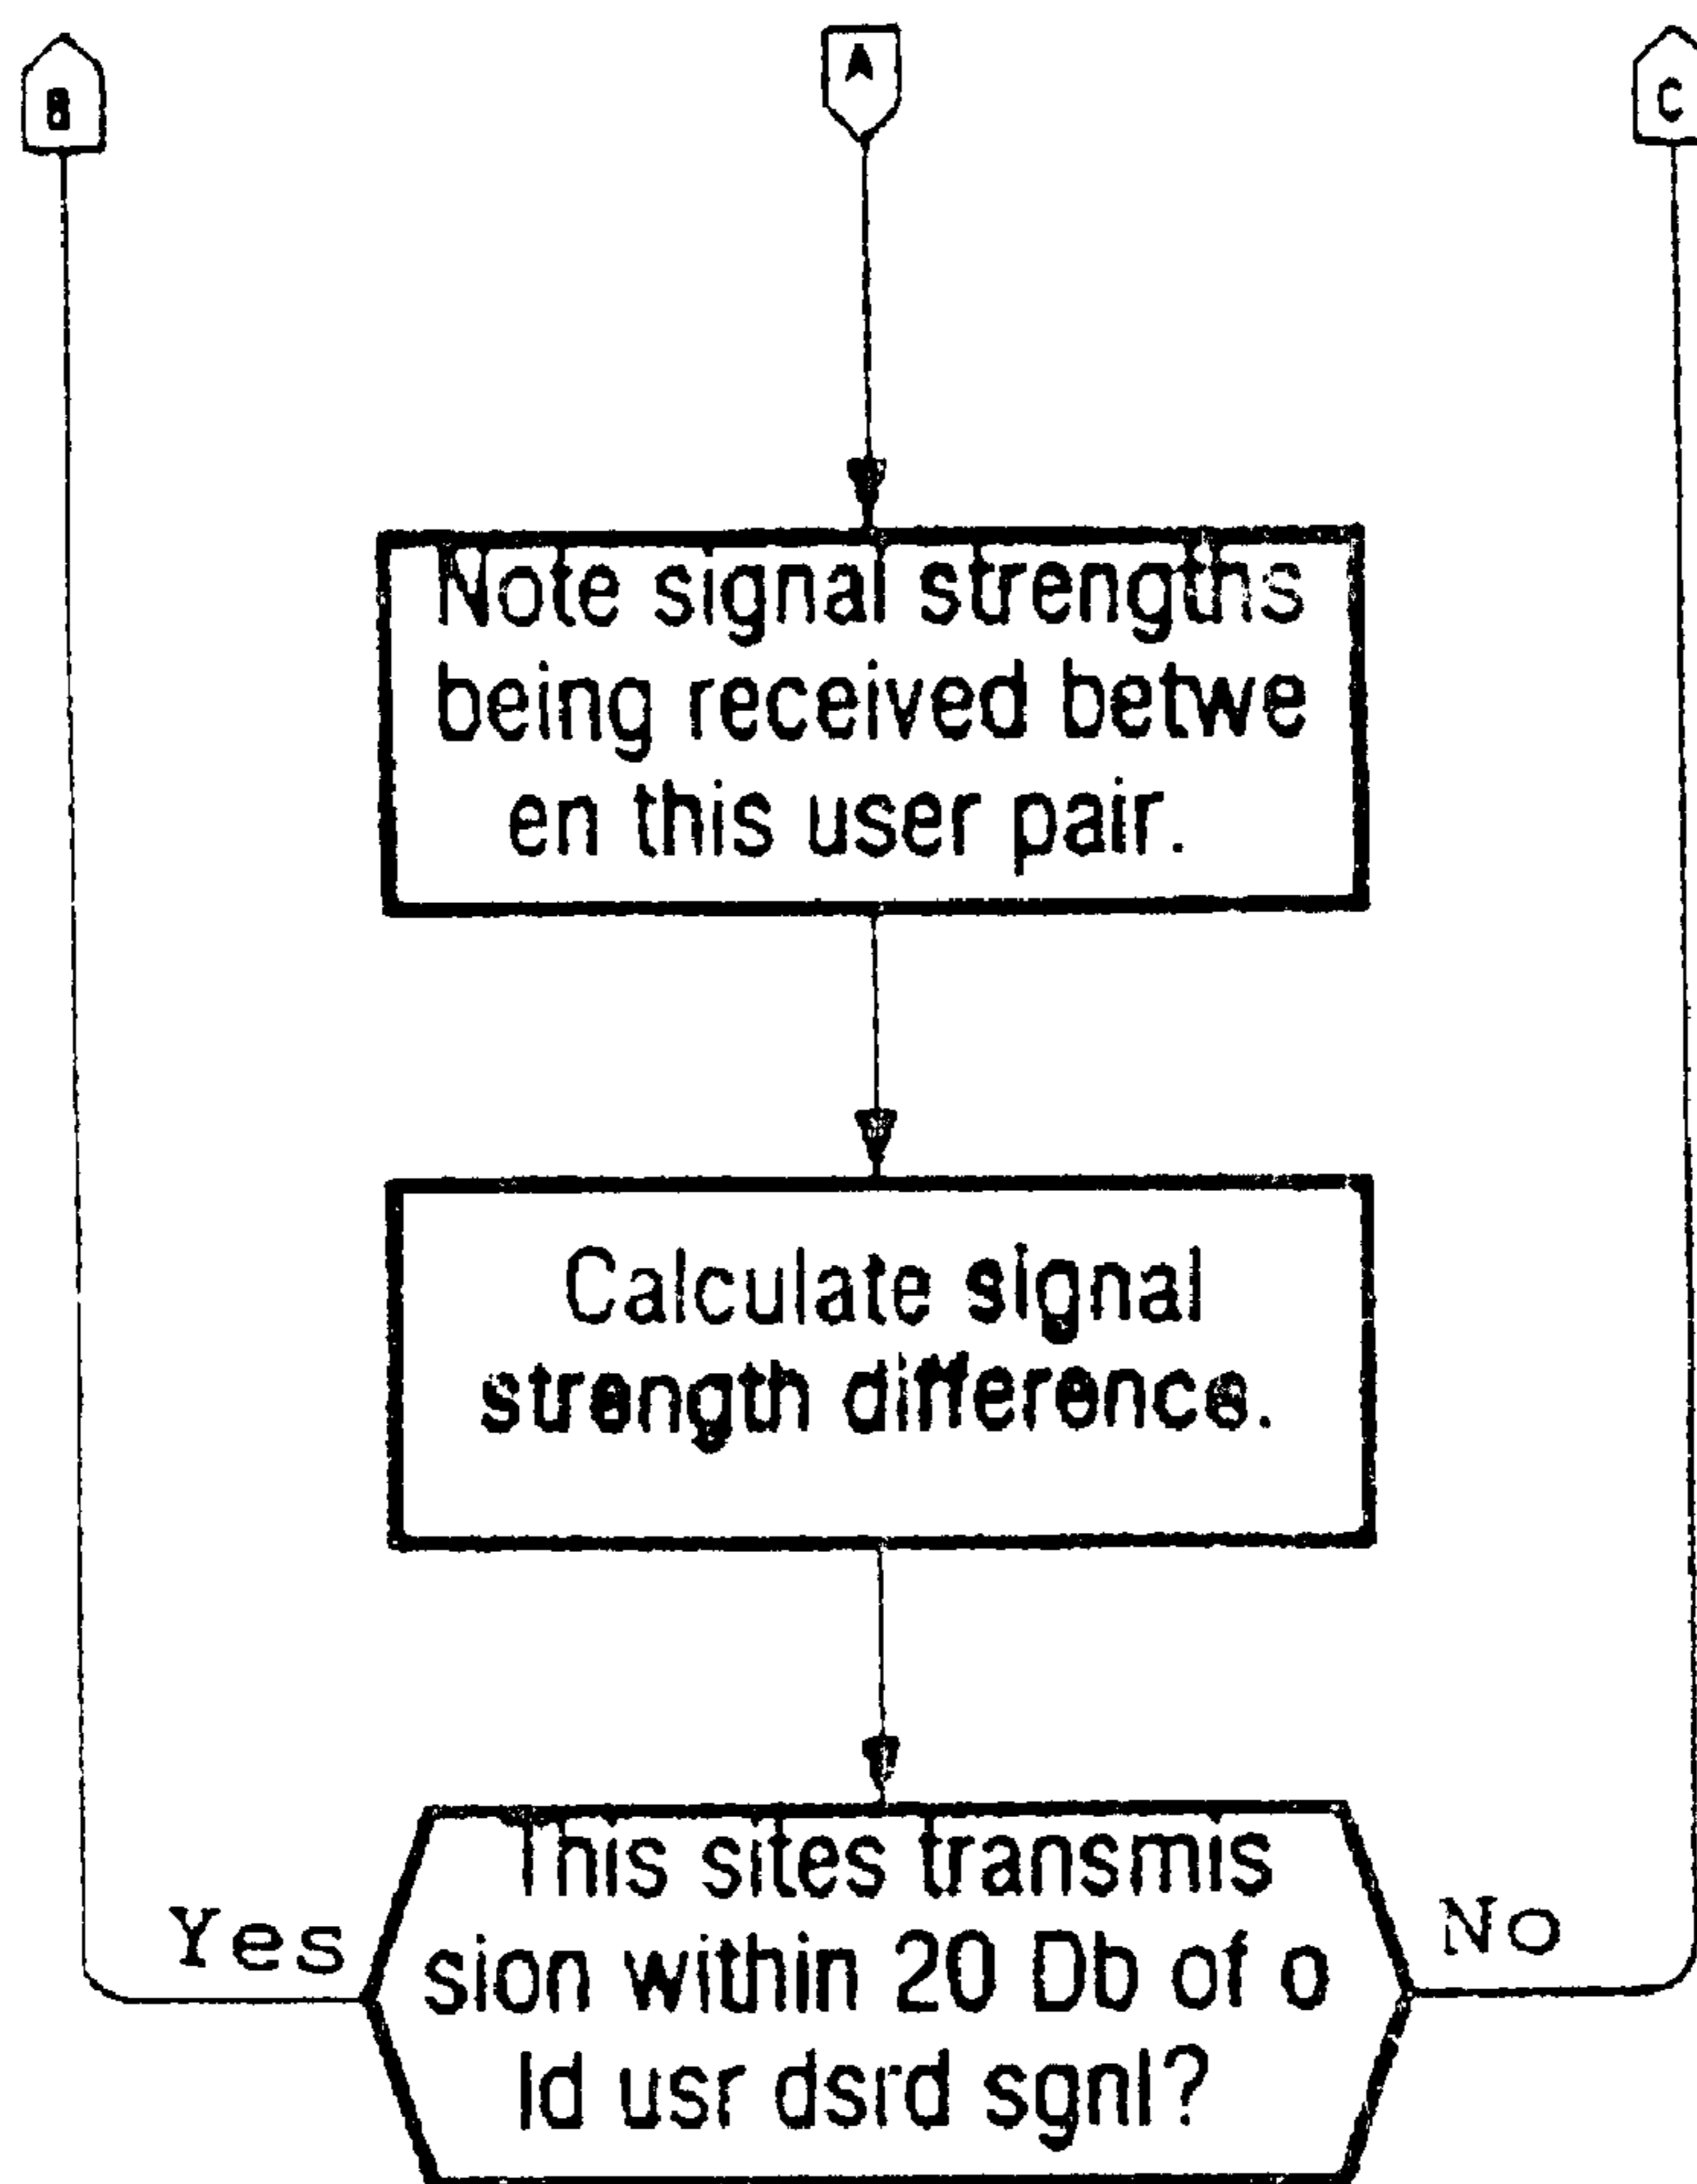 B
A
C
Note signal strengths
being received betwe
en this user pair.
Calculate signal
strength difference.
This sites transmis
sion within 20 Db of o
ld usr dsrd sgnl?
Yes
No